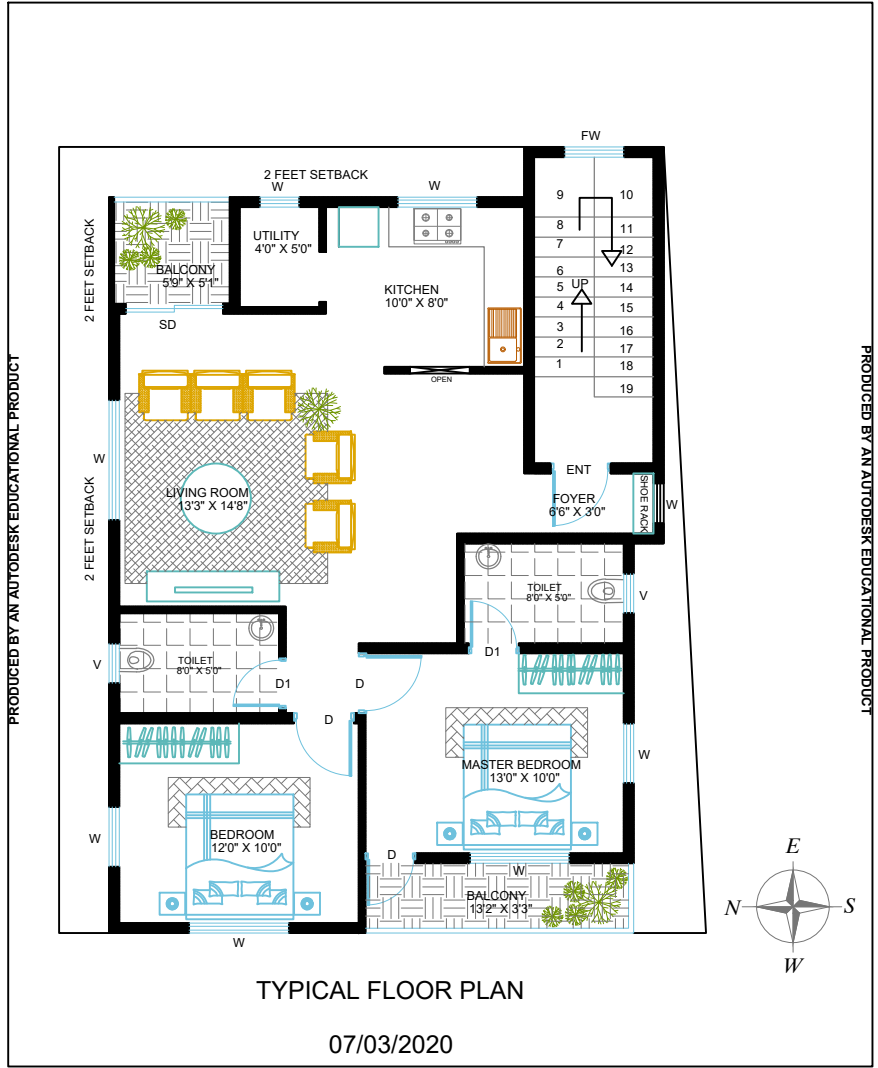 FW
2 FEET SETBACK
W
W
9
10
8
11
7
12
6
13
5
UP
14
4
15
3
16
2
17
1
18
19
UTILITY
4'0" X 5'0"
BALCONY
5'9" X 5'1"
SD
KITCHEN
10'0" X 8'0"
OPEN
2 FEET SETBACK
PRODUCED BY AN AUTODESK EDUCATIONAL PRODUCT
PRODUCED BY AN AUTODESK EDUCATIONAL PRODUCT
W
2 FEET SETBACK
LIVING ROOM
13'3" X 14'8"
ENT
FOYER
6'6" X 3'0"
SHOE RACK
W
TOILET
8'0" X 5'0"
V
D1
V
TOILET
8'0" X 5'0"
D1
D
D
MASTER BEDROOM
13'0" X 10'0"
W
W
BEDROOM
12'0" X 10'0"
D
W
BALCONY
13'2" X 3'3"
W
E
N
S
W
TYPICAL FLOOR PLAN
07/03/2020